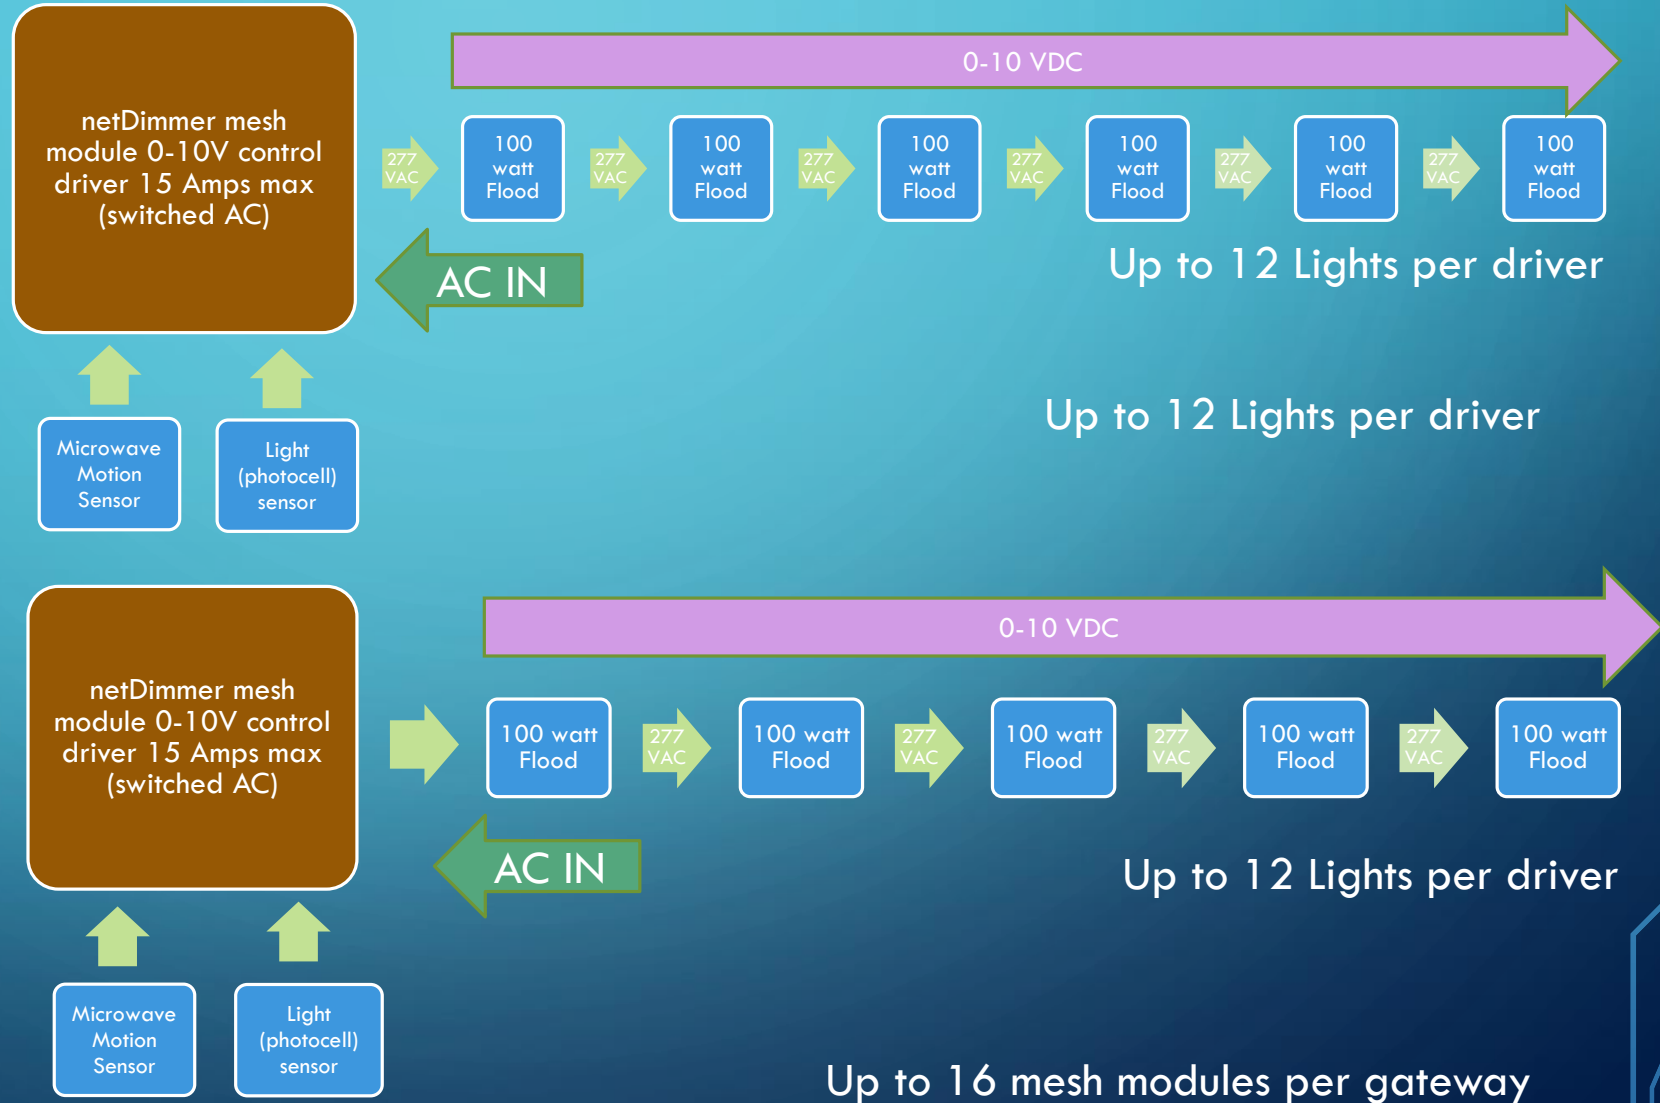 0-10 VDC
netDimmer mesh
module 0-10V control
driver 15 Amps max
(switched AC)
277
VAC
100
watt
Flood
277
VAC
100
watt
Flood
277
VAC
100
watt
Flood
277
VAC
100
watt
Flood
277
VAC
100
watt
Flood
277
VAC
100
watt
Flood
AC IN
Up to 12 Lights per driver
Up to 12 Lights per driver
Microwave
Motion
Sensor
Light
(photocell)
sensor
0-10 VDC
netDimmer mesh
module 0-10V control
driver 15 Amps max
(switched AC)
100 watt
Flood
277
VAC
100 watt
Flood
277
VAC
100 watt
Flood
277
VAC
100 watt
Flood
277
VAC
100 watt
Flood
AC IN
Up to 12 Lights per driver
Microwave
Motion
Sensor
Light
(photocell)
sensor
Up to 16 mesh modules per gateway